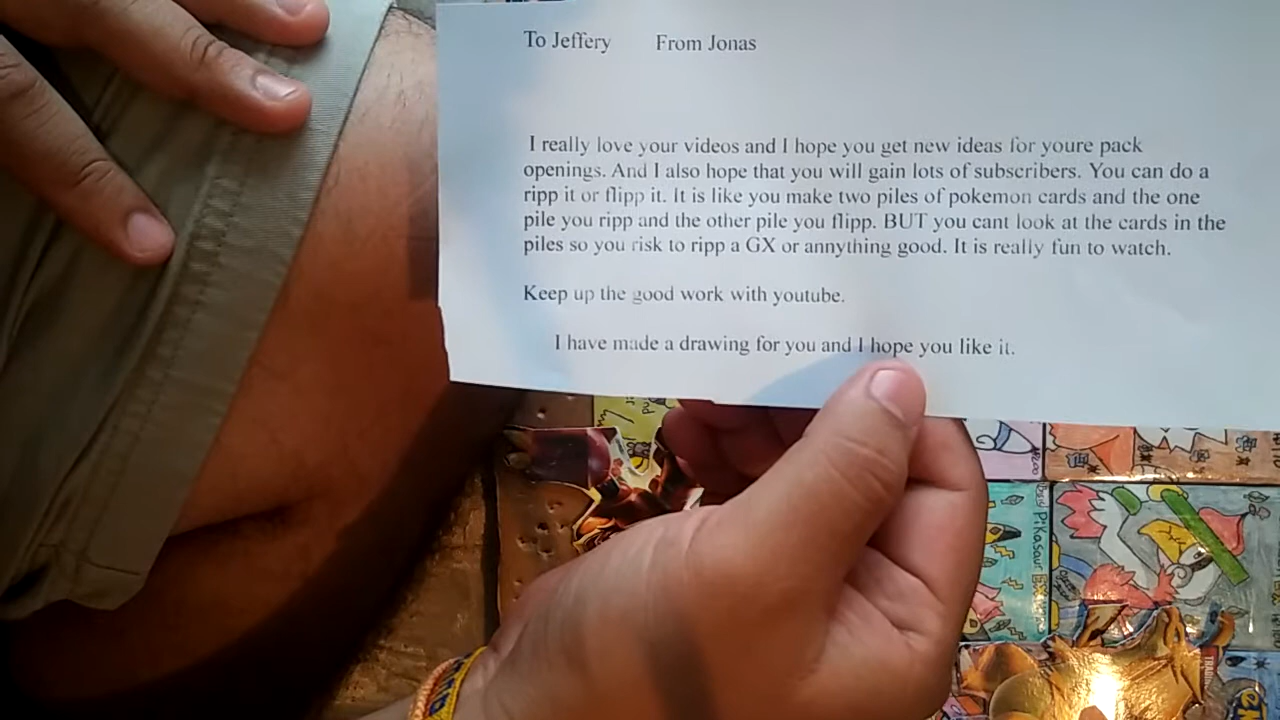 To Jeffery From Jonas
I really love your videos and I hope you get new ideas for youre pack
openings. And I also hope that you will gain lots of subscribers. You can do a
ripp it or flipp it. It is like you make two piles of pokemon cards and the one
pile you ripp and the other pile you flipp. BUT you cant look at the cards in the
piles so you risk to ripp a GX or annything good. It is really fun to watch.
Keep up the good work with youtube.
I have made a drawing for you and I hope you like it.
Pikasaur